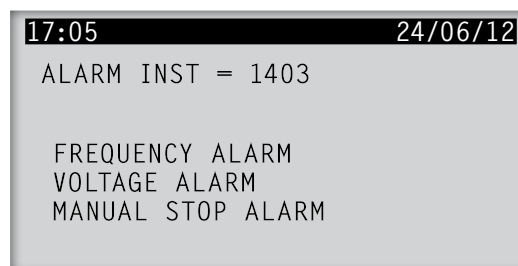 17:05 24/06/12
ALARM INST = 1403
FREQUENCY ALARM
VOLTAGE ALARM
MANUAL STOP ALARM